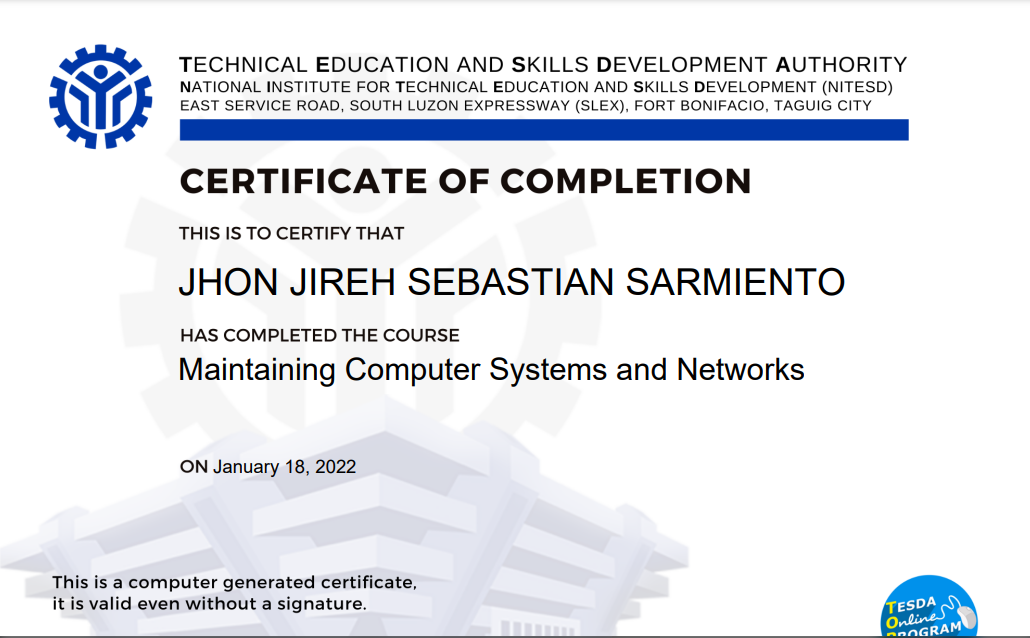 TECHNICAL EDUCATION AND SKILLS DEVELOPMENT AUTHORITY
NATIONAL INSTITUTE FOR TECHNICAL EDUCATION AND SKILLS DEVELOPMENT (NITESD)
EAST SERVICE ROAD, SOUTH LUZON EXPRESSWAY (SLEX), FORT BONIFACIO, TAGUIG CITY
CERTIFICATE OF COMPLETION
THIS IS TO CERTIFY THAT
JHON JIREH SEBASTIAN SARMIENTO
HAS COMPLETED THE COURSE
Maintaining Computer Systems and Networks
ON January 18, 2022
This is a computer generated certificate,
it is valid even without a signature.
TESDA
Online
PROGRAM